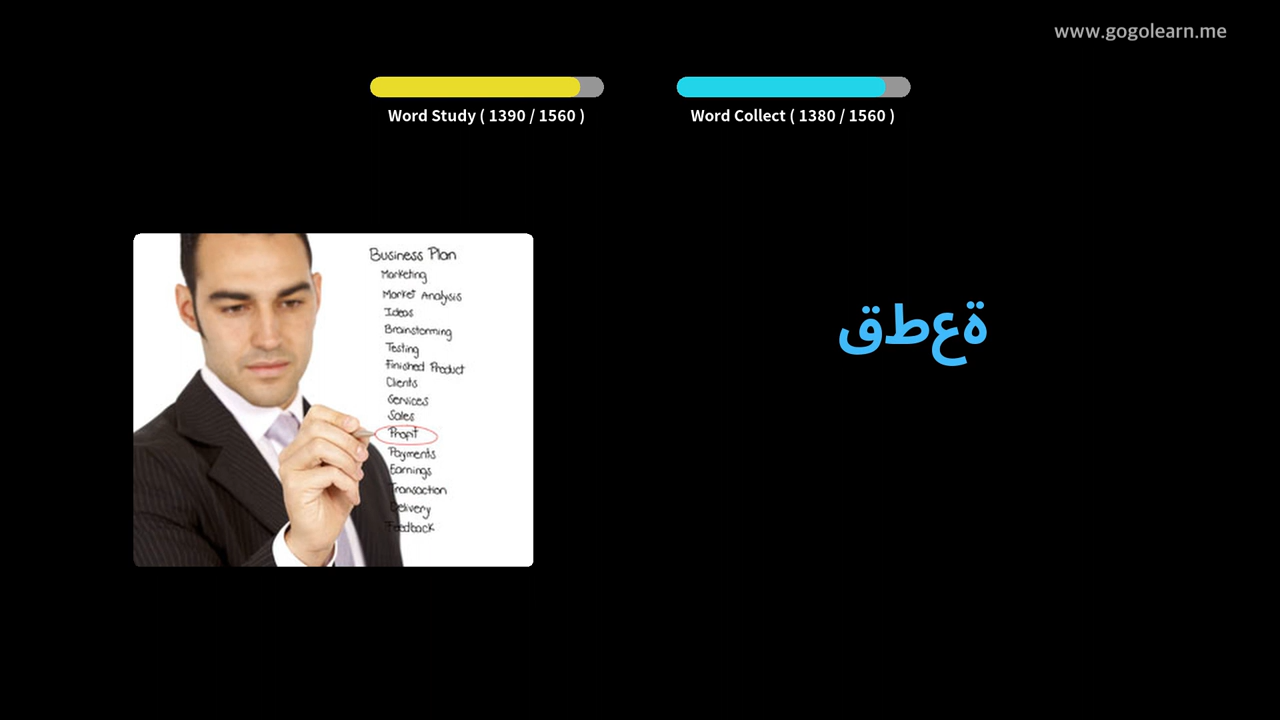 www.gogolearn.me
Word Study ( 1390 / 1560 )
Word Collect ( 1380 / 1560 )
Business Plan
Marketing
Market Analysis
Ideas
Brainstorming
Testing
Finished Product
Clients
Services
Sales
Profit
Payments
Earnings
Transaction
Delivery
Feedback
ةعطق